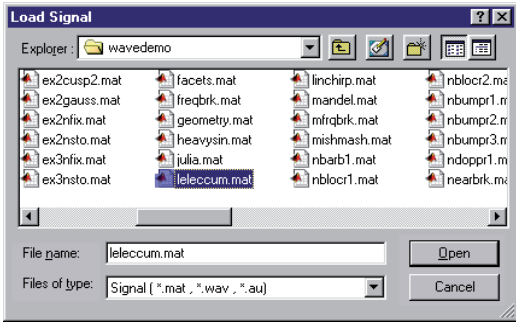 Load Signal
Explorer : wavedemo
ex2cusp2.mat facets.mat linchirp.mat nblocr2.ma
ex2gauss.mat freqbrk.mat mandel.mat nbumpr1.m
ex2nfix.mat geometry.mat mfrqbrk.mat nbumpr2.m
ex2nsto.mat heavysin.mat mishmash.mat nbumpr3.m
ex3nfix.mat julia.mat nbarb1.mat ndoppr1.m
ex3nsto.mat leleccum.mat nblocr1.mat nearbrk.ma
File name: leleccum.mat Open
Files of type: Signal ( *.mat , *.wav , *.au) Cancel